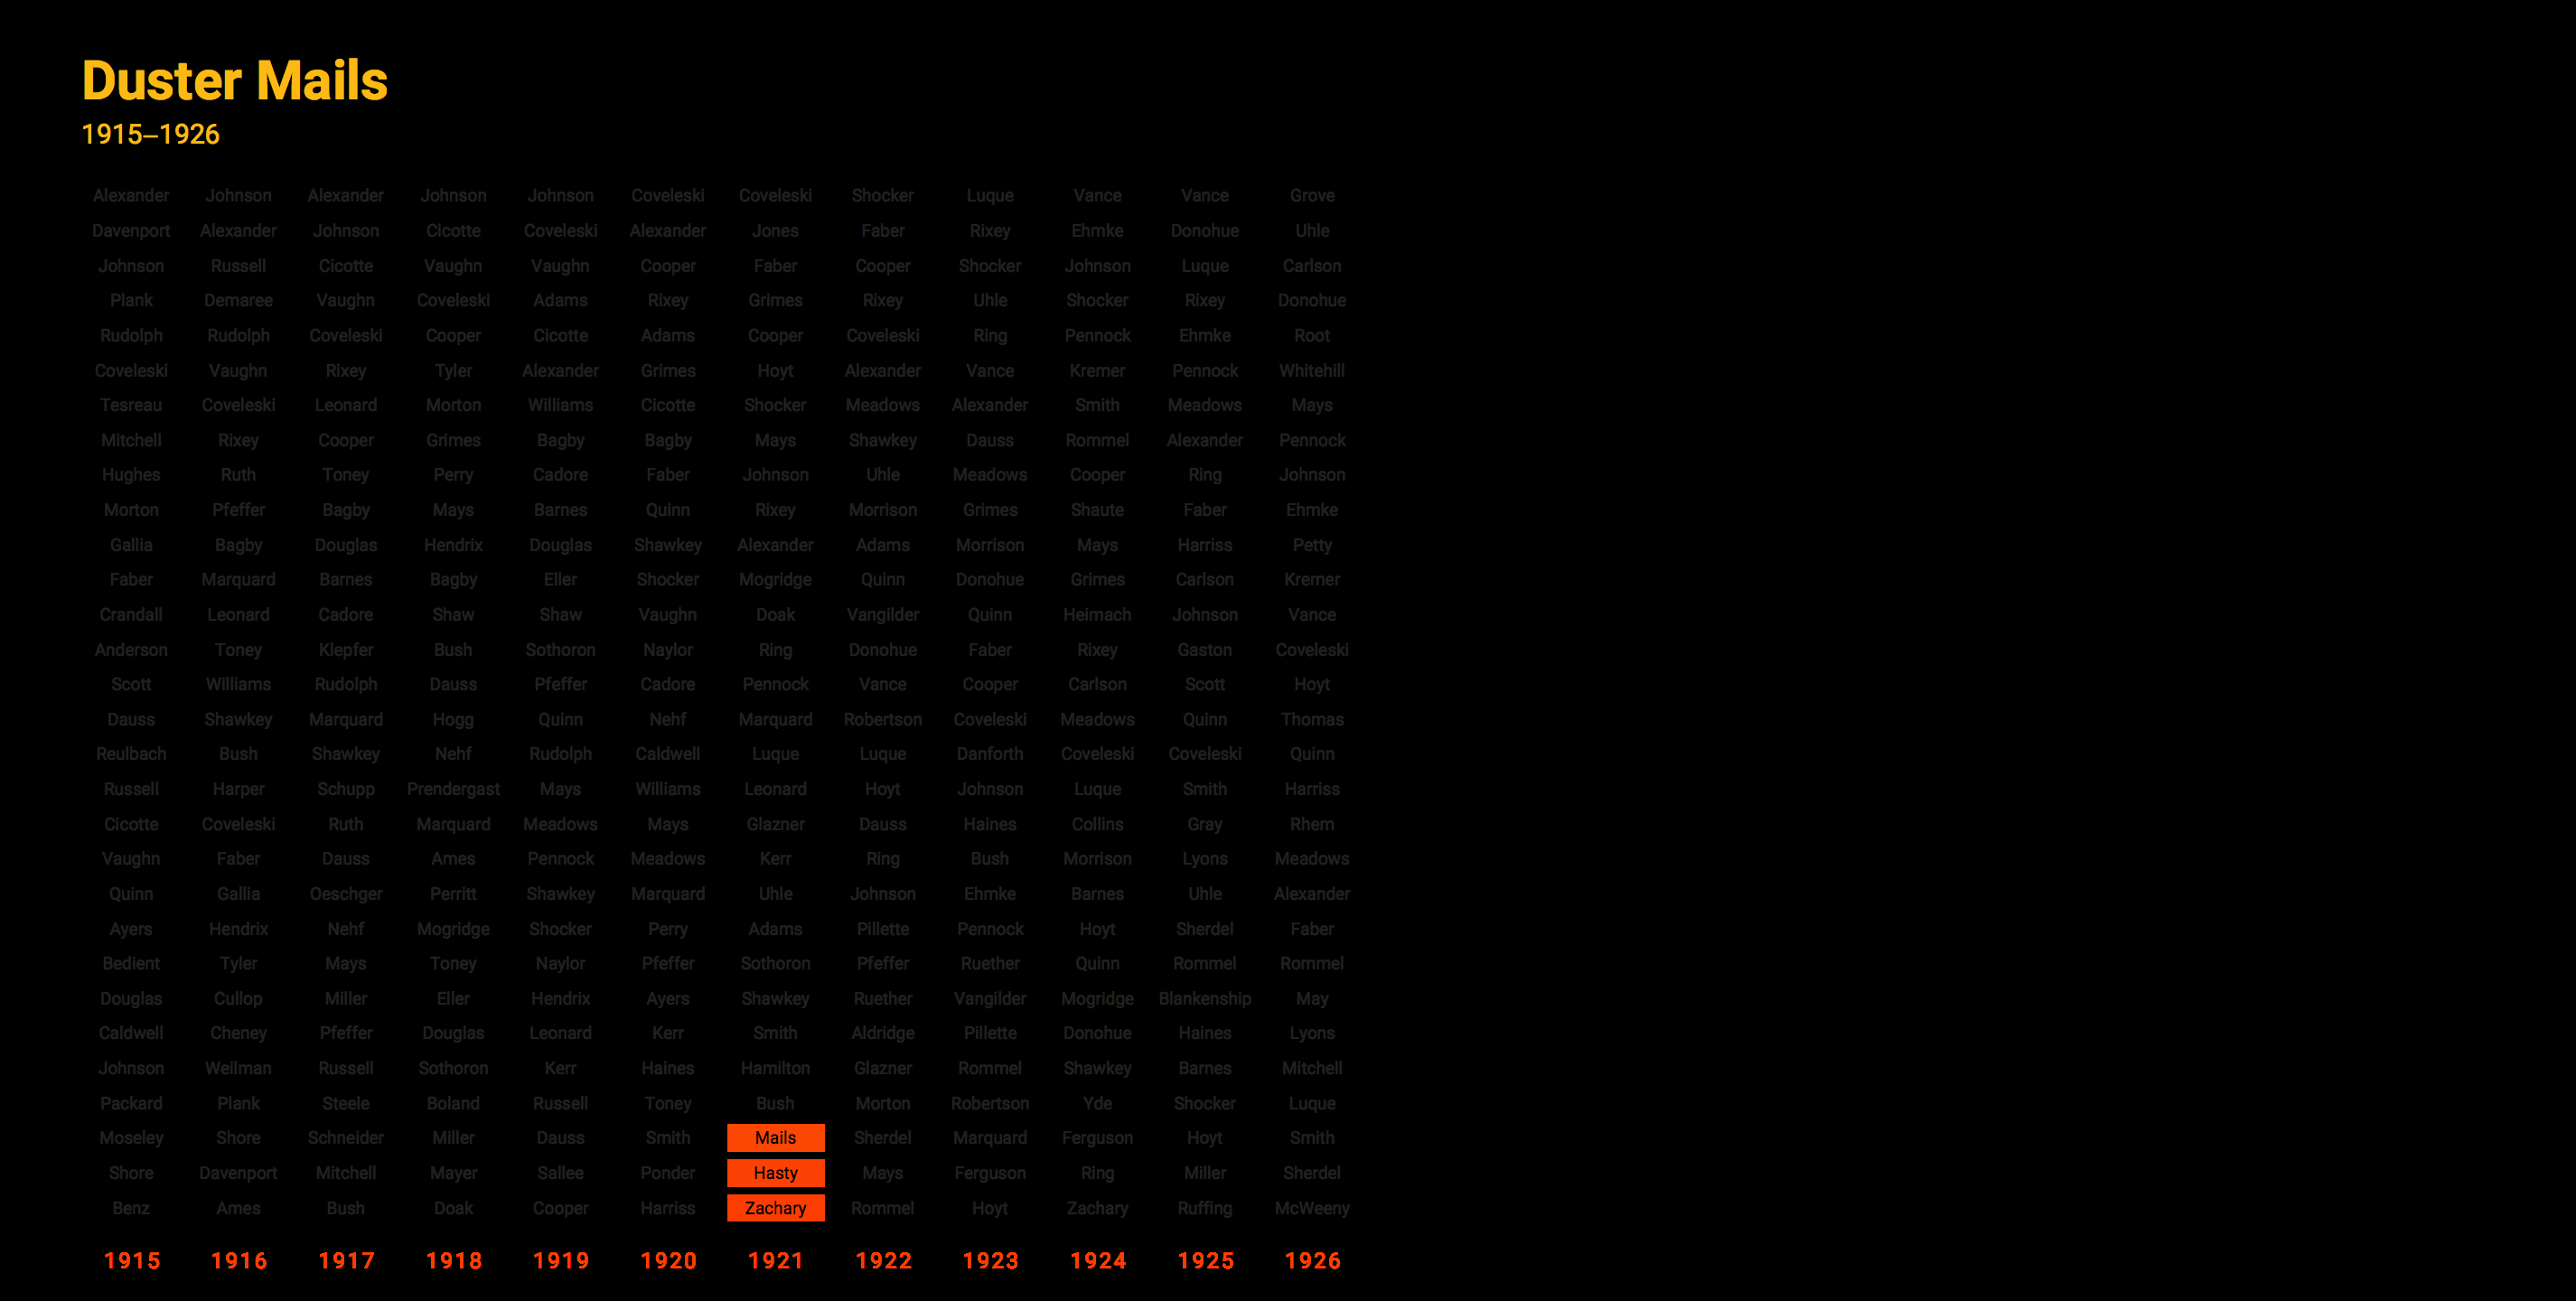 Duster Mails
1915–1926
Alexander Johnson Alexander Johnson Johnson Coveleski Coveleski Shocker Luque Vance Vance Grove
Davenport Alexander Johnson Cicotte Coveleski Alexander Jones Faber Rixey Ehmke Donohue Uhle
Johnson Russell Cicotte Vaughn Vaughn Cooper Faber Cooper Shocker Johnson Luque Carlson
Plank Demaree Vaughn Coveleski Adams Rixey Grimes Rixey Uhle Shocker Rixey Donohue
Rudolph Rudolph Coveleski Cooper Cicotte Adams Cooper Coveleski Ring Pennock Ehmke Root
Coveleski Vaughn Rixey Tyler Alexander Grimes Hoyt Alexander Vance Kremer Pennock Whitehill
Tesreau Coveleski Leonard Morton Williams Cicotte Shocker Meadows Alexander Smith Meadows Mays
Mitchell Rixey Cooper Grimes Bagby Bagby Mays Shawkey Dauss Rommel Alexander Pennock
Hughes Ruth Toney Perry Cadore Faber Johnson Uhle Meadows Cooper Ring Johnson
Morton Pfeffer Bagby Mays Barnes Quinn Rixey Morrison Grimes Shaute Faber Ehmke
Gallia Bagby Douglas Hendrix Douglas Shawkey Alexander Adams Morrison Mays Harriss Petty
Faber Marquard Barnes Bagby Eller Shocker Mogridge Quinn Donohue Grimes Carlson Kremer
Crandall Leonard Cadore Shaw Shaw Vaughn Doak Vangilder Quinn Heimach Johnson Vance
Anderson Toney Klepfer Bush Sothoron Naylor Ring Donohue Faber Rixey Gaston Coveleski
Scott Williams Rudolph Dauss Pfeffer Cadore Pennock Vance Cooper Carlson Scott Hoyt
Dauss Shawkey Marquard Hogg Quinn Nehf Marquard Robertson Coveleski Meadows Quinn Thomas
Reulbach Bush Shawkey Nehf Rudolph Caldwell Luque Luque Danforth Coveleski Coveleski Quinn
Russell Harper Schupp Prendergast Mays Williams Leonard Hoyt Johnson Luque Smith Harriss
Cicotte Coveleski Ruth Marquard Meadows Mays Glazner Dauss Haines Collins Gray Rhem
Vaughn Faber Dauss Ames Pennock Meadows Kerr Ring Bush Morrison Lyons Meadows
Quinn Gallia Oeschger Perritt Shawkey Marquard Uhle Johnson Ehmke Barnes Uhle Alexander
Ayers Hendrix Nehf Mogridge Shocker Perry Adams Pillette Pennock Hoyt Sherdel Faber
Bedient Tyler Mays Toney Naylor Pfeffer Sothoron Pfeffer Ruether Quinn Rommel Rommel
Douglas Cullop Miller Eller Hendrix Ayers Shawkey Ruether Vangilder Mogridge Blankenship May
Caldwell Cheney Pfeffer Douglas Leonard Kerr Smith Aldridge Pillette Donohue Haines Lyons
Johnson Weilman Russell Sothoron Kerr Haines Hamilton Glazner Rommel Shawkey Barnes Mitchell
Packard Plank Steele Boland Russell Toney Bush Morton Robertson Yde Shocker Luque
Moseley Shore Schneider Miller Dauss Smith Mails Sherdel Marquard Ferguson Hoyt Smith
Shore Davenport Mitchell Mayer Sallee Ponder Hasty Mays Ferguson Ring Miller Sherdel
Benz Ames Bush Doak Cooper Harriss Zachary Rommel Hoyt Zachary Ruffing McWeeny
1915 1916 1917 1918 1919 1920 1921 1922 1923 1924 1925 1926